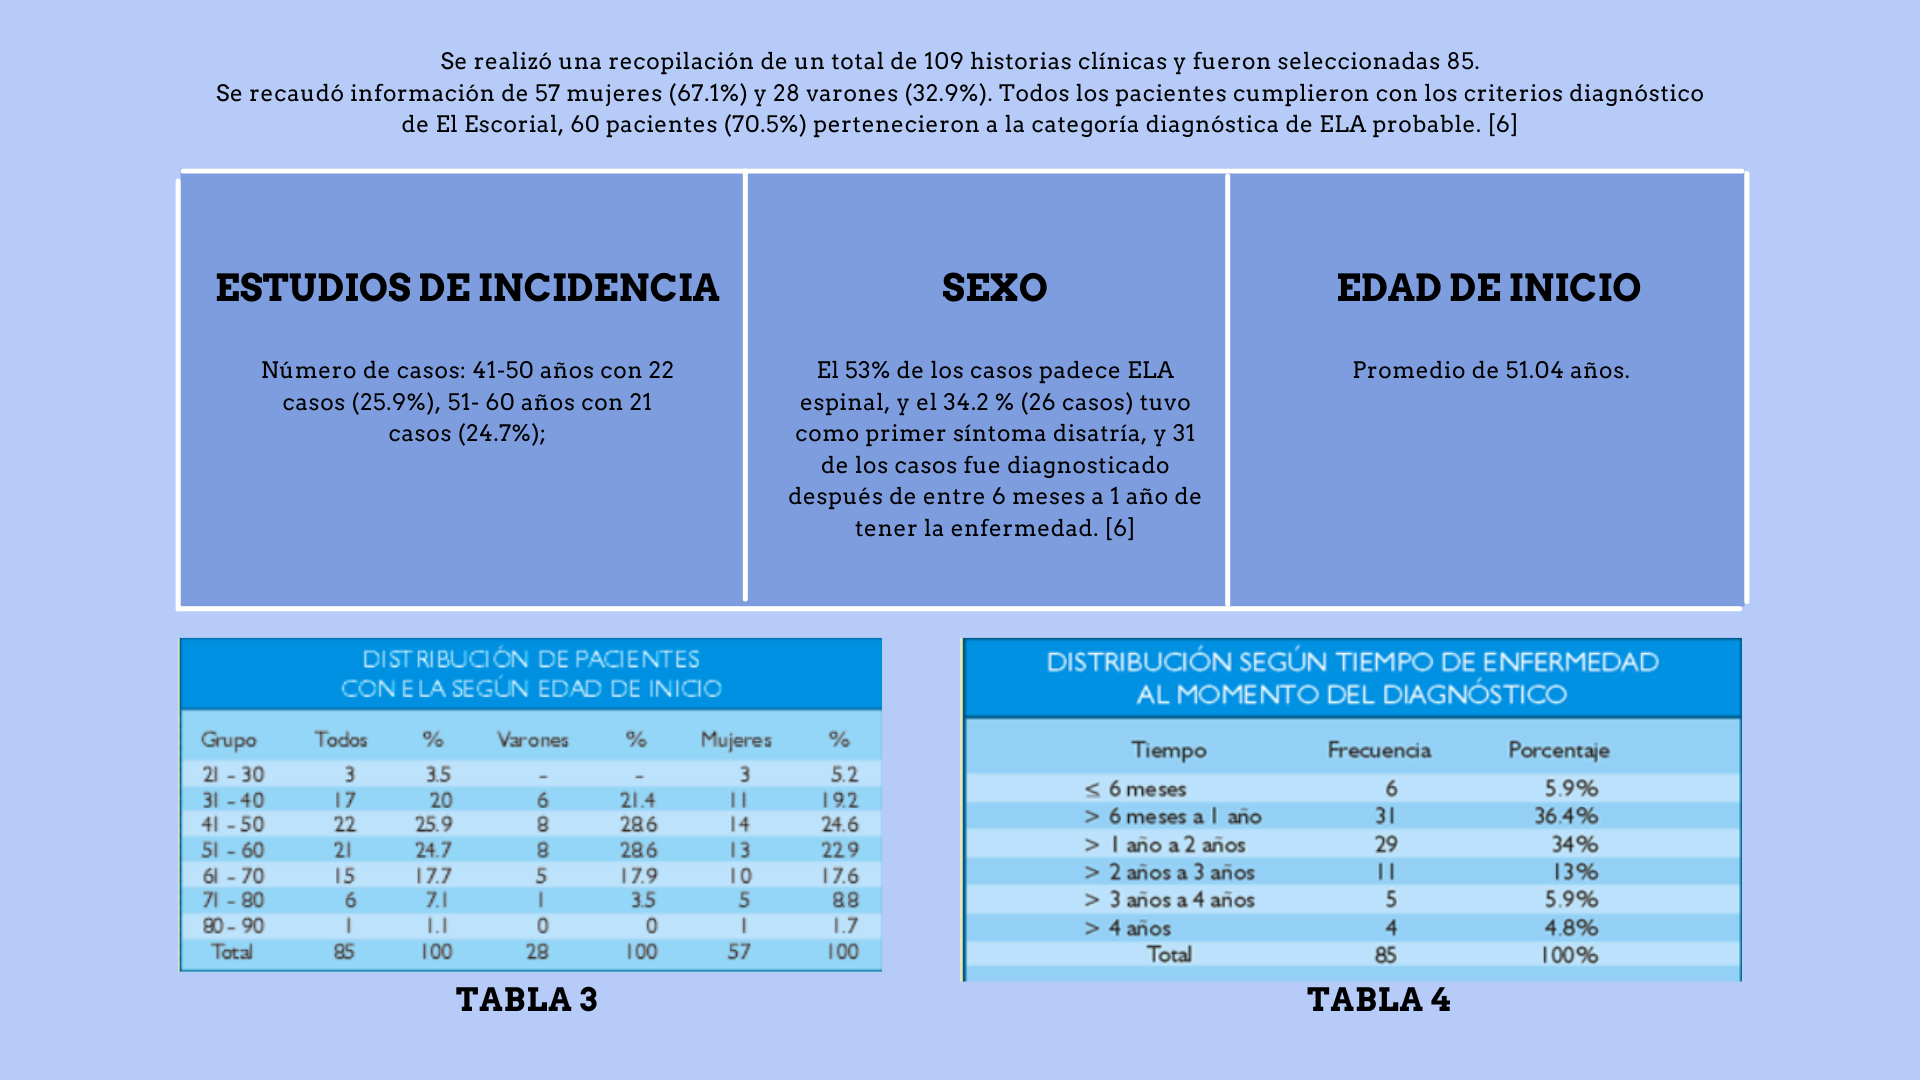 Se realizó una recopilación de un total de 109 historias clínicas y fueron seleccionadas 85.
Se recaudó información de 57 mujeres (67.1%) y 28 varones (32.9%). Todos los pacientes cumplieron con los criterios diagnóstico
de El Escorial, 60 pacientes (70.5%) pertenecieron a la categoría diagnóstica de ELA probable. [6]
ESTUDIOS DE INCIDENCIA
Número de casos: 41-50 años con 22
casos (25.9%), 51- 60 años con 21
casos (24.7%);
SEXO
El 53% de los casos padece ELA
espinal, y el 34.2 % (26 casos) tuvo
como primer síntoma disatría, y 31
de los casos fue diagnosticado
después de entre 6 meses a 1 año de
tener la enfermedad. [6]
EDAD DE INICIO
Promedio de 51.04 años.
DISTRIBUCIÓN DE PACIENTES
CON ELA SEGÚN EDAD DE INICIO
Grupo Todos % Varones % Mujeres %
21 - 30 3 3.5 - - 3 5.2
31 - 40 17 20 6 21.4 11 19.2
41 - 50 22 25.9 8 28.6 14 24.6
51 - 60 21 24.7 8 28.6 13 22.9
61 - 70 15 17.7 5 17.9 10 17.6
71 - 80 6 7.1 1 3.5 5 8.8
80 - 90 1 1.1 0 0 1 1.7
Total 85 100 28 100 57 100
TABLA 3
DISTRIBUCIÓN SEGÚN TIEMPO DE ENFERMEDAD
AL MOMENTO DEL DIAGNÓSTICO
Tiempo Frecuencia Porcentaje
≤ 6 meses 6 5.9%
> 6 meses a 1 año 31 36.4%
> 1 año a 2 años 29 34%
> 2 años a 3 años 11 13%
> 3 años a 4 años 5 5.9%
> 4 años 4 4.8%
Total 85 100%
TABLA 4